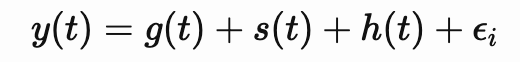 y(t) = g(t) + s(t) + h(t) + ϵᵢ